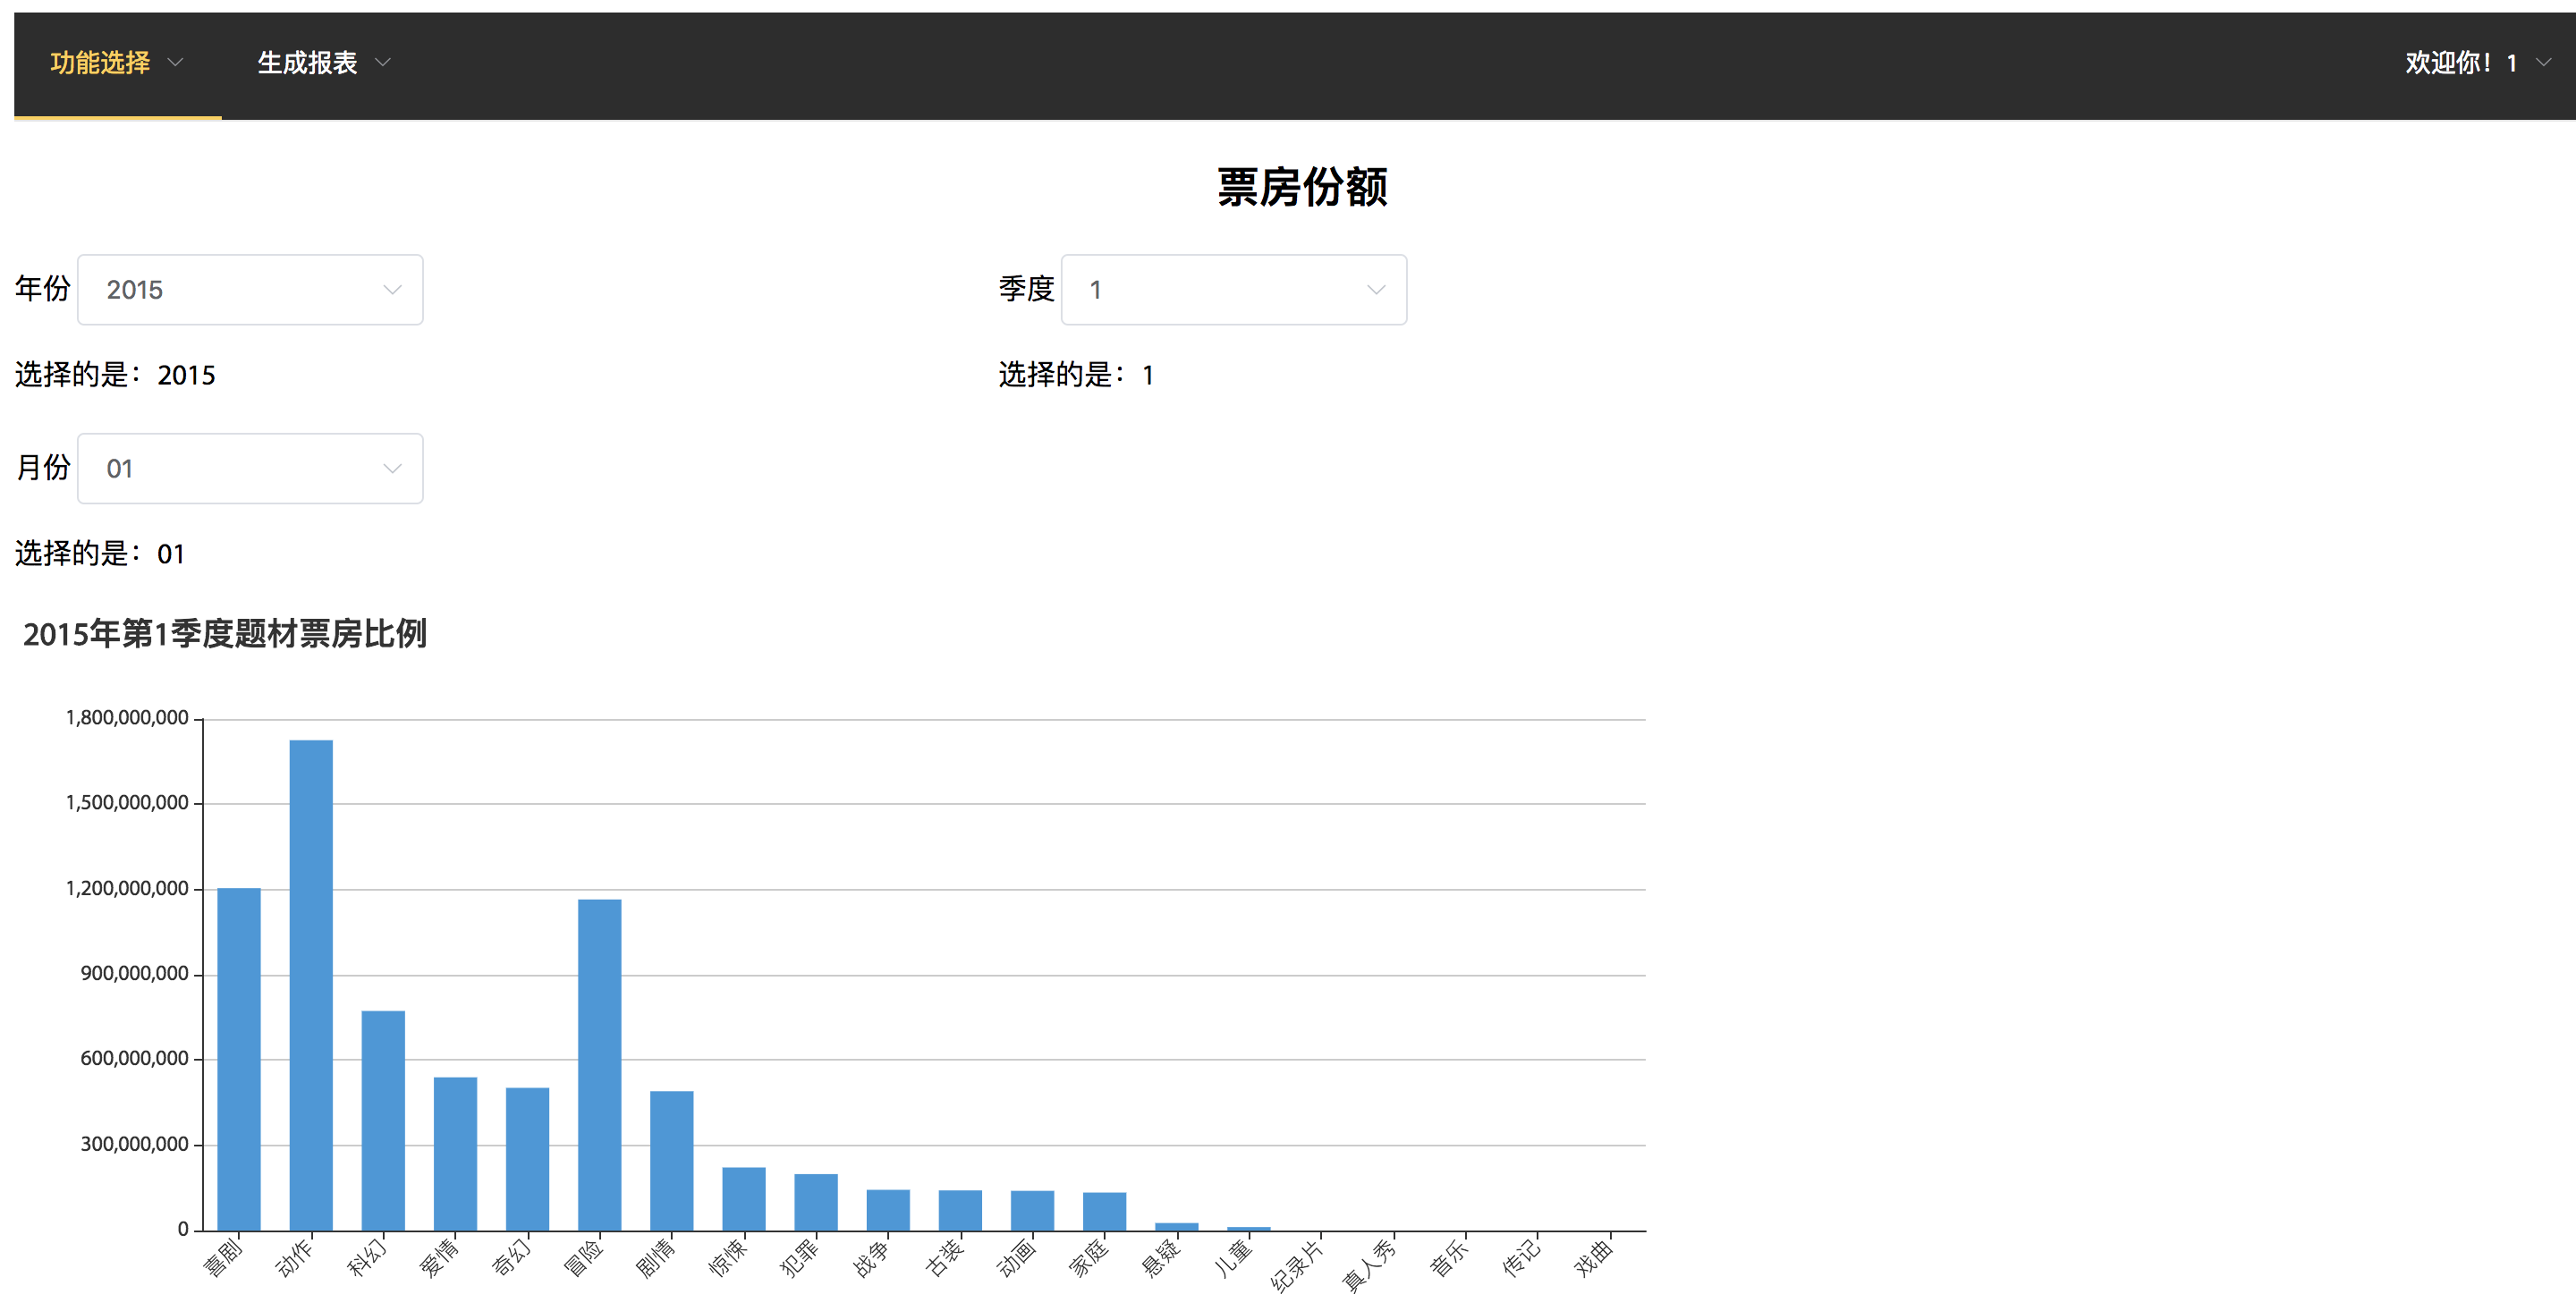 功能选择 生成报表 欢迎你！1
票房份额
年份 2015 季度 1
选择的是：2015 选择的是：1
月份 01
选择的是：01
2015年第1季度题材票房比例
1,800,000,000
1,500,000,000
1,200,000,000
900,000,000
600,000,000
300,000,000
0
喜剧 动作 科幻 爱情 奇幻 冒险 剧情 惊悚 犯罪 战争 古装 动画 家庭 悬疑 儿童 纪录片 真人秀 音乐 传记 戏曲